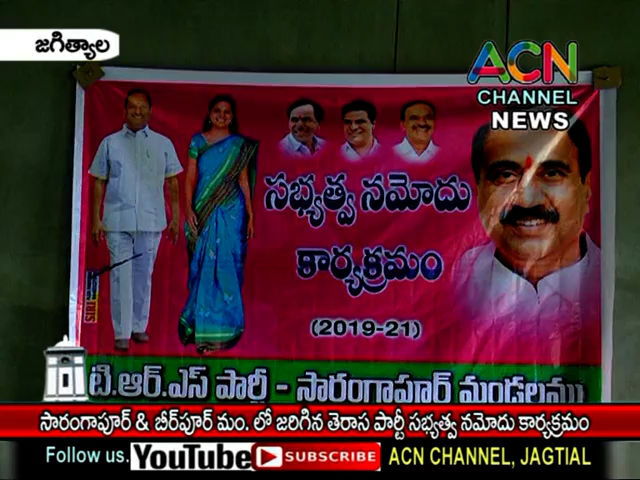 జగిత్యాల
ACN
CHANNEL
NEWS
సభ్యత్వ నమోదు
కార్యక్రమం
(2019-21)
టి.ఆర్.ఎస్ పార్టీ - సారంగాపూర్ మండలము
సారంగాపూర్ & బీర్‌పూర్ మం. లో జరిగిన తెరాస పార్టీ సభ్యత్వ నమోదు కార్యక్రమం
Follow us. YouTube SUBSCRIBE ACN CHANNEL, JAGTIAL